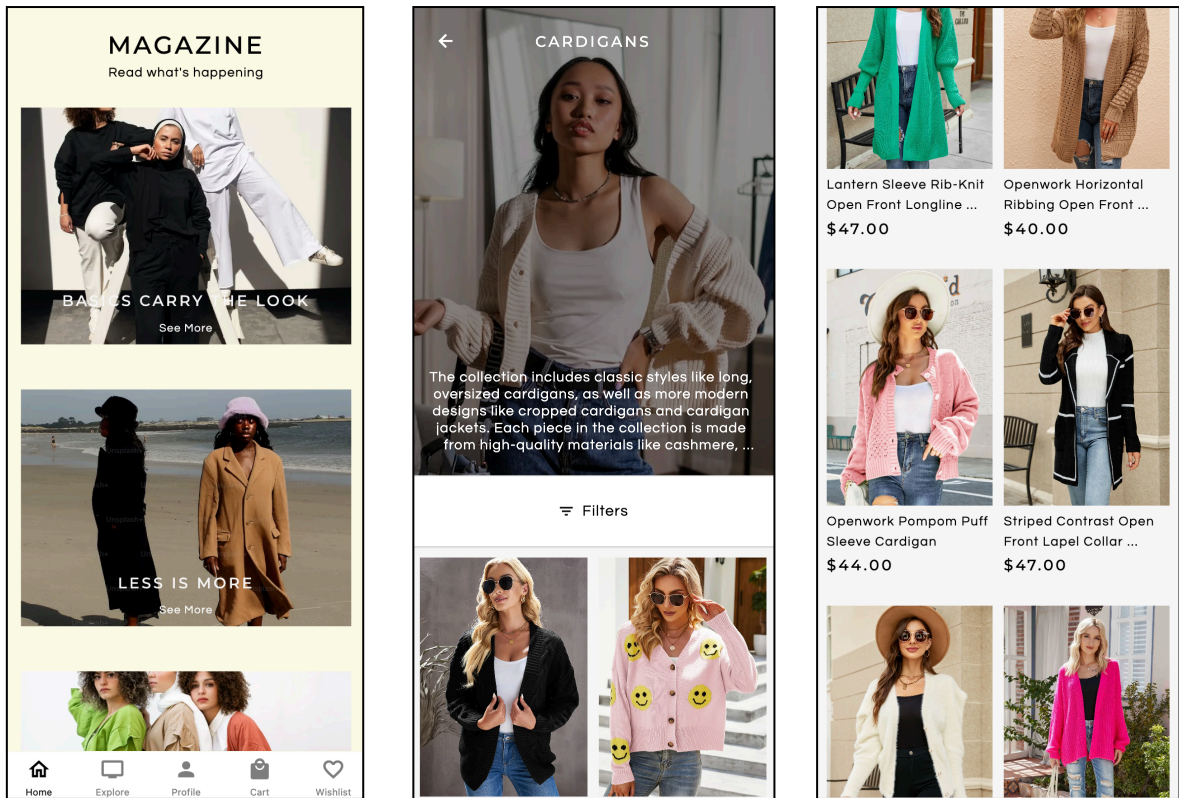 MAGAZINE
Read what's happening
BASICS CARRY THE LOOK
See More
LESS IS MORE
See More
Home
Explore
Profile
Cart
Wishlist
CARDIGANS
The collection includes classic styles like long,
oversized cardigans, as well as more modern
designs like cropped cardigans and cardigan
jackets. Each piece in the collection is made
from high-quality materials like cashmere, ...
Filters
Lantern Sleeve Rib-Knit
Open Front Longline ...
$47.00
Openwork Horizontal
Ribbing Open Front ...
$40.00
Openwork Pompom Puff
Sleeve Cardigan
$44.00
Striped Contrast Open
Front Lapel Collar ...
$47.00